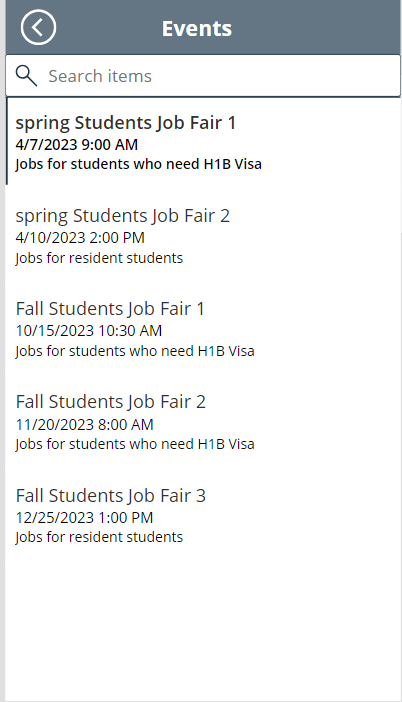 Events
Search items
spring Students Job Fair 1
4/7/2023 9:00 AM
Jobs for students who need H1B Visa
spring Students Job Fair 2
4/10/2023 2:00 PM
Jobs for resident students
Fall Students Job Fair 1
10/15/2023 10:30 AM
Jobs for students who need H1B Visa
Fall Students Job Fair 2
11/20/2023 8:00 AM
Jobs for students who need H1B Visa
Fall Students Job Fair 3
12/25/2023 1:00 PM
Jobs for resident students